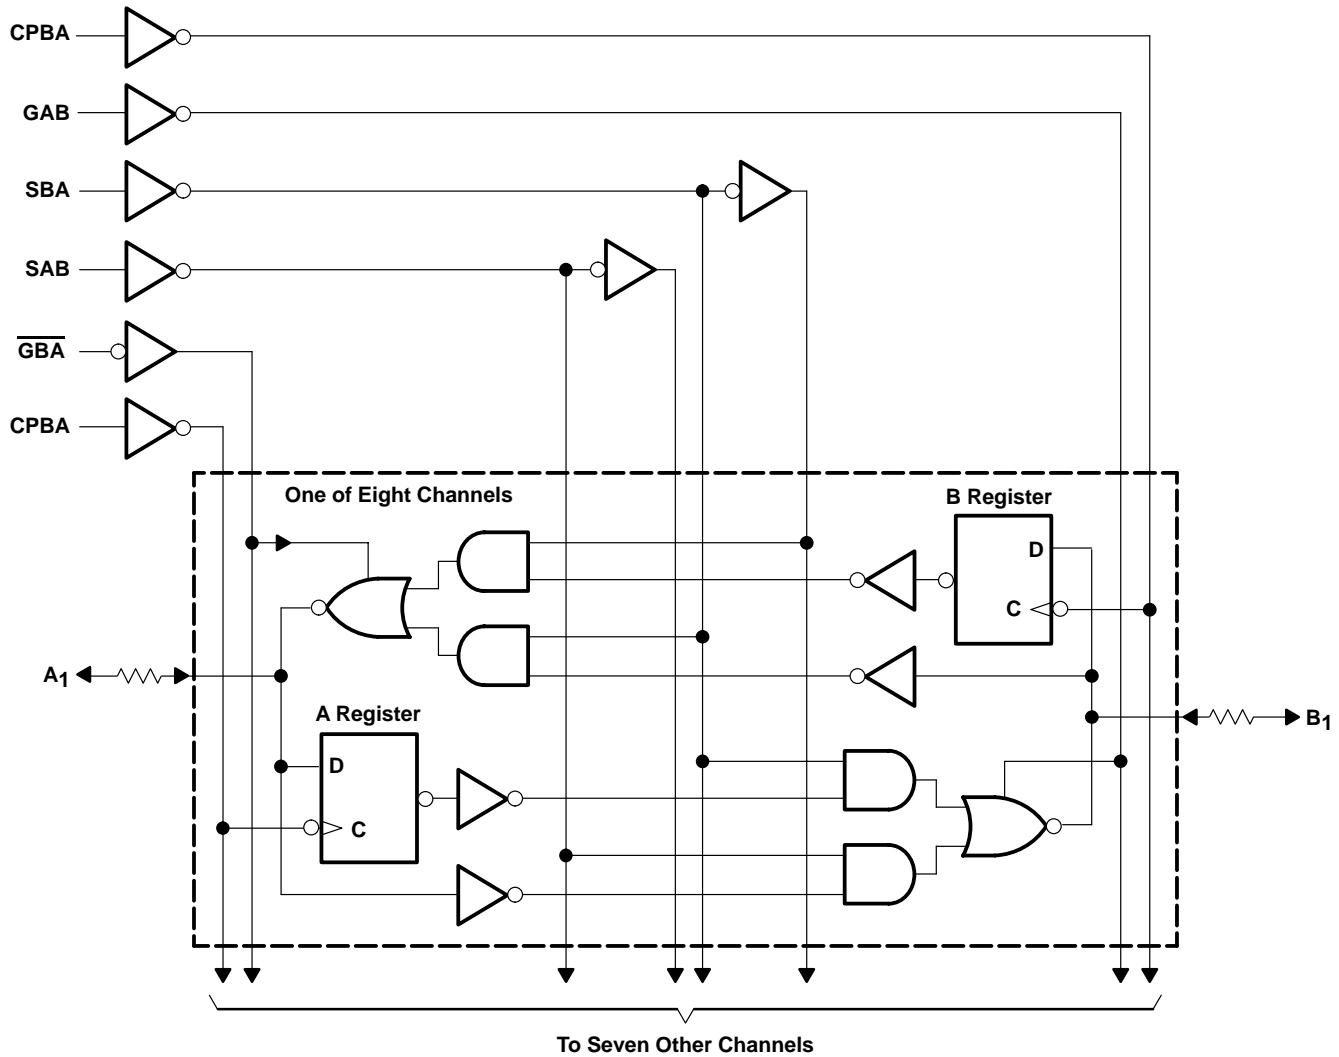 CPBA
GAB
SBA
SAB
GBA
CPBA
One of Eight Channels
B Register
D
C
A1
A Register
D
C
B1
To Seven Other Channels